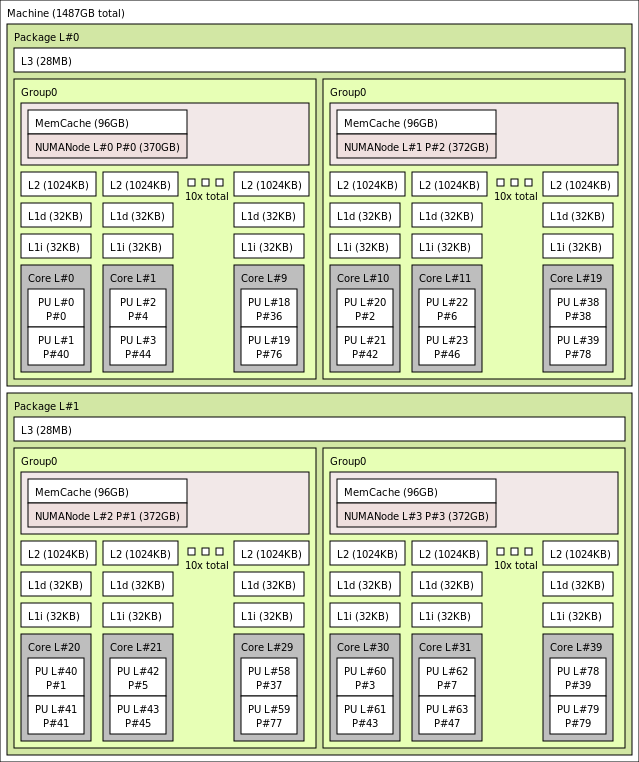 Machine (1487GB total)
Package L#0
L3 (28MB)
Group0
MemCache (96GB)
NUMANode L#0 P#0 (370GB)
L2 (1024KB)
L2 (1024KB)
10x total
L2 (1024KB)
L1d (32KB)
L1d (32KB)
L1d (32KB)
L1i (32KB)
L1i (32KB)
L1i (32KB)
Core L#0
PU L#0
P#0
PU L#1
P#40
Core L#1
PU L#2
P#4
PU L#3
P#44
Core L#9
PU L#18
P#36
PU L#19
P#76
Group0
MemCache (96GB)
NUMANode L#1 P#2 (372GB)
L2 (1024KB)
L2 (1024KB)
10x total
L2 (1024KB)
L1d (32KB)
L1d (32KB)
L1d (32KB)
L1i (32KB)
L1i (32KB)
L1i (32KB)
Core L#10
PU L#20
P#2
PU L#21
P#42
Core L#11
PU L#22
P#6
PU L#23
P#46
Core L#19
PU L#38
P#38
PU L#39
P#78
Package L#1
L3 (28MB)
Group0
MemCache (96GB)
NUMANode L#2 P#1 (372GB)
L2 (1024KB)
L2 (1024KB)
10x total
L2 (1024KB)
L1d (32KB)
L1d (32KB)
L1d (32KB)
L1i (32KB)
L1i (32KB)
L1i (32KB)
Core L#20
PU L#40
P#1
PU L#41
P#41
Core L#21
PU L#42
P#5
PU L#43
P#45
Core L#29
PU L#58
P#37
PU L#59
P#77
Group0
MemCache (96GB)
NUMANode L#3 P#3 (372GB)
L2 (1024KB)
L2 (1024KB)
10x total
L2 (1024KB)
L1d (32KB)
L1d (32KB)
L1d (32KB)
L1i (32KB)
L1i (32KB)
L1i (32KB)
Core L#30
PU L#60
P#3
PU L#61
P#43
Core L#31
PU L#62
P#7
PU L#63
P#47
Core L#39
PU L#78
P#39
PU L#79
P#79